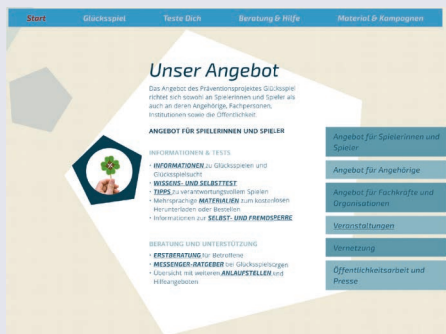 Start
Glücksspiel
Teste Dich
Beratung & Hilfe
Material & Kampagnen
Unser Angebot
Das Angebot des Präventionsprojektes Glücksspiel
richtet sich sowohl an Spielerinnen und Spieler als
auch an deren Angehörige, Fachpersonen,
Institutionen sowie die Öffentlichkeit.
ANGEBOT FÜR SPIELERINNEN UND SPIELER
INFORMATIONEN & TESTS
· INFORMATIONEN zu Glücksspielen und
Glücksspielsucht
· WISSENS- UND SELBSTTEST
· TIPPS zu verantwortungsvollem Spielen
· Mehrsprachige MATERIALIEN zum kostenlosen
Herunterladen oder Bestellen
· Informationen zur SELBST- UND FREMDSPERRE
BERATUNG UND UNTERSTÜTZUNG
· ERSTBERATUNG für Betroffene
· MESSENGER-RATGEBER bei Glücksspielsorgen
· Übersicht mit weiteren ANLAUFSTELLEN und
Hilfeangeboten
Angebot für Spielerinnen und
Spieler
Angebot für Angehörige
Angebot für Fachkräfte und
Organisationen
Veranstaltungen
Vernetzung
Öffentlichkeitsarbeit und
Presse